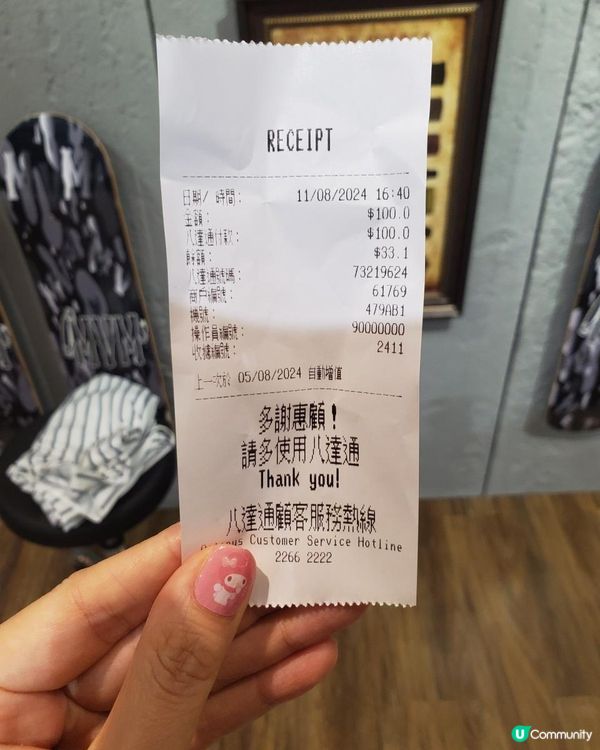 RECEIPT
日期/時間: 11/08/2024 16:40
金額: $100.0
八達通付款: $100.0
餘額: $33.1
八達通號碼: 73219624
商戶編號: 61769
機號: 479AB1
操作員編號: 90000000
收據編號: 2411
上一次於 05/08/2024 自動增值
多謝惠顧!
請多使用八達通
Thank you!
八達通顧客服務熱線
Customer Service Hotline
2266 2222
U Community